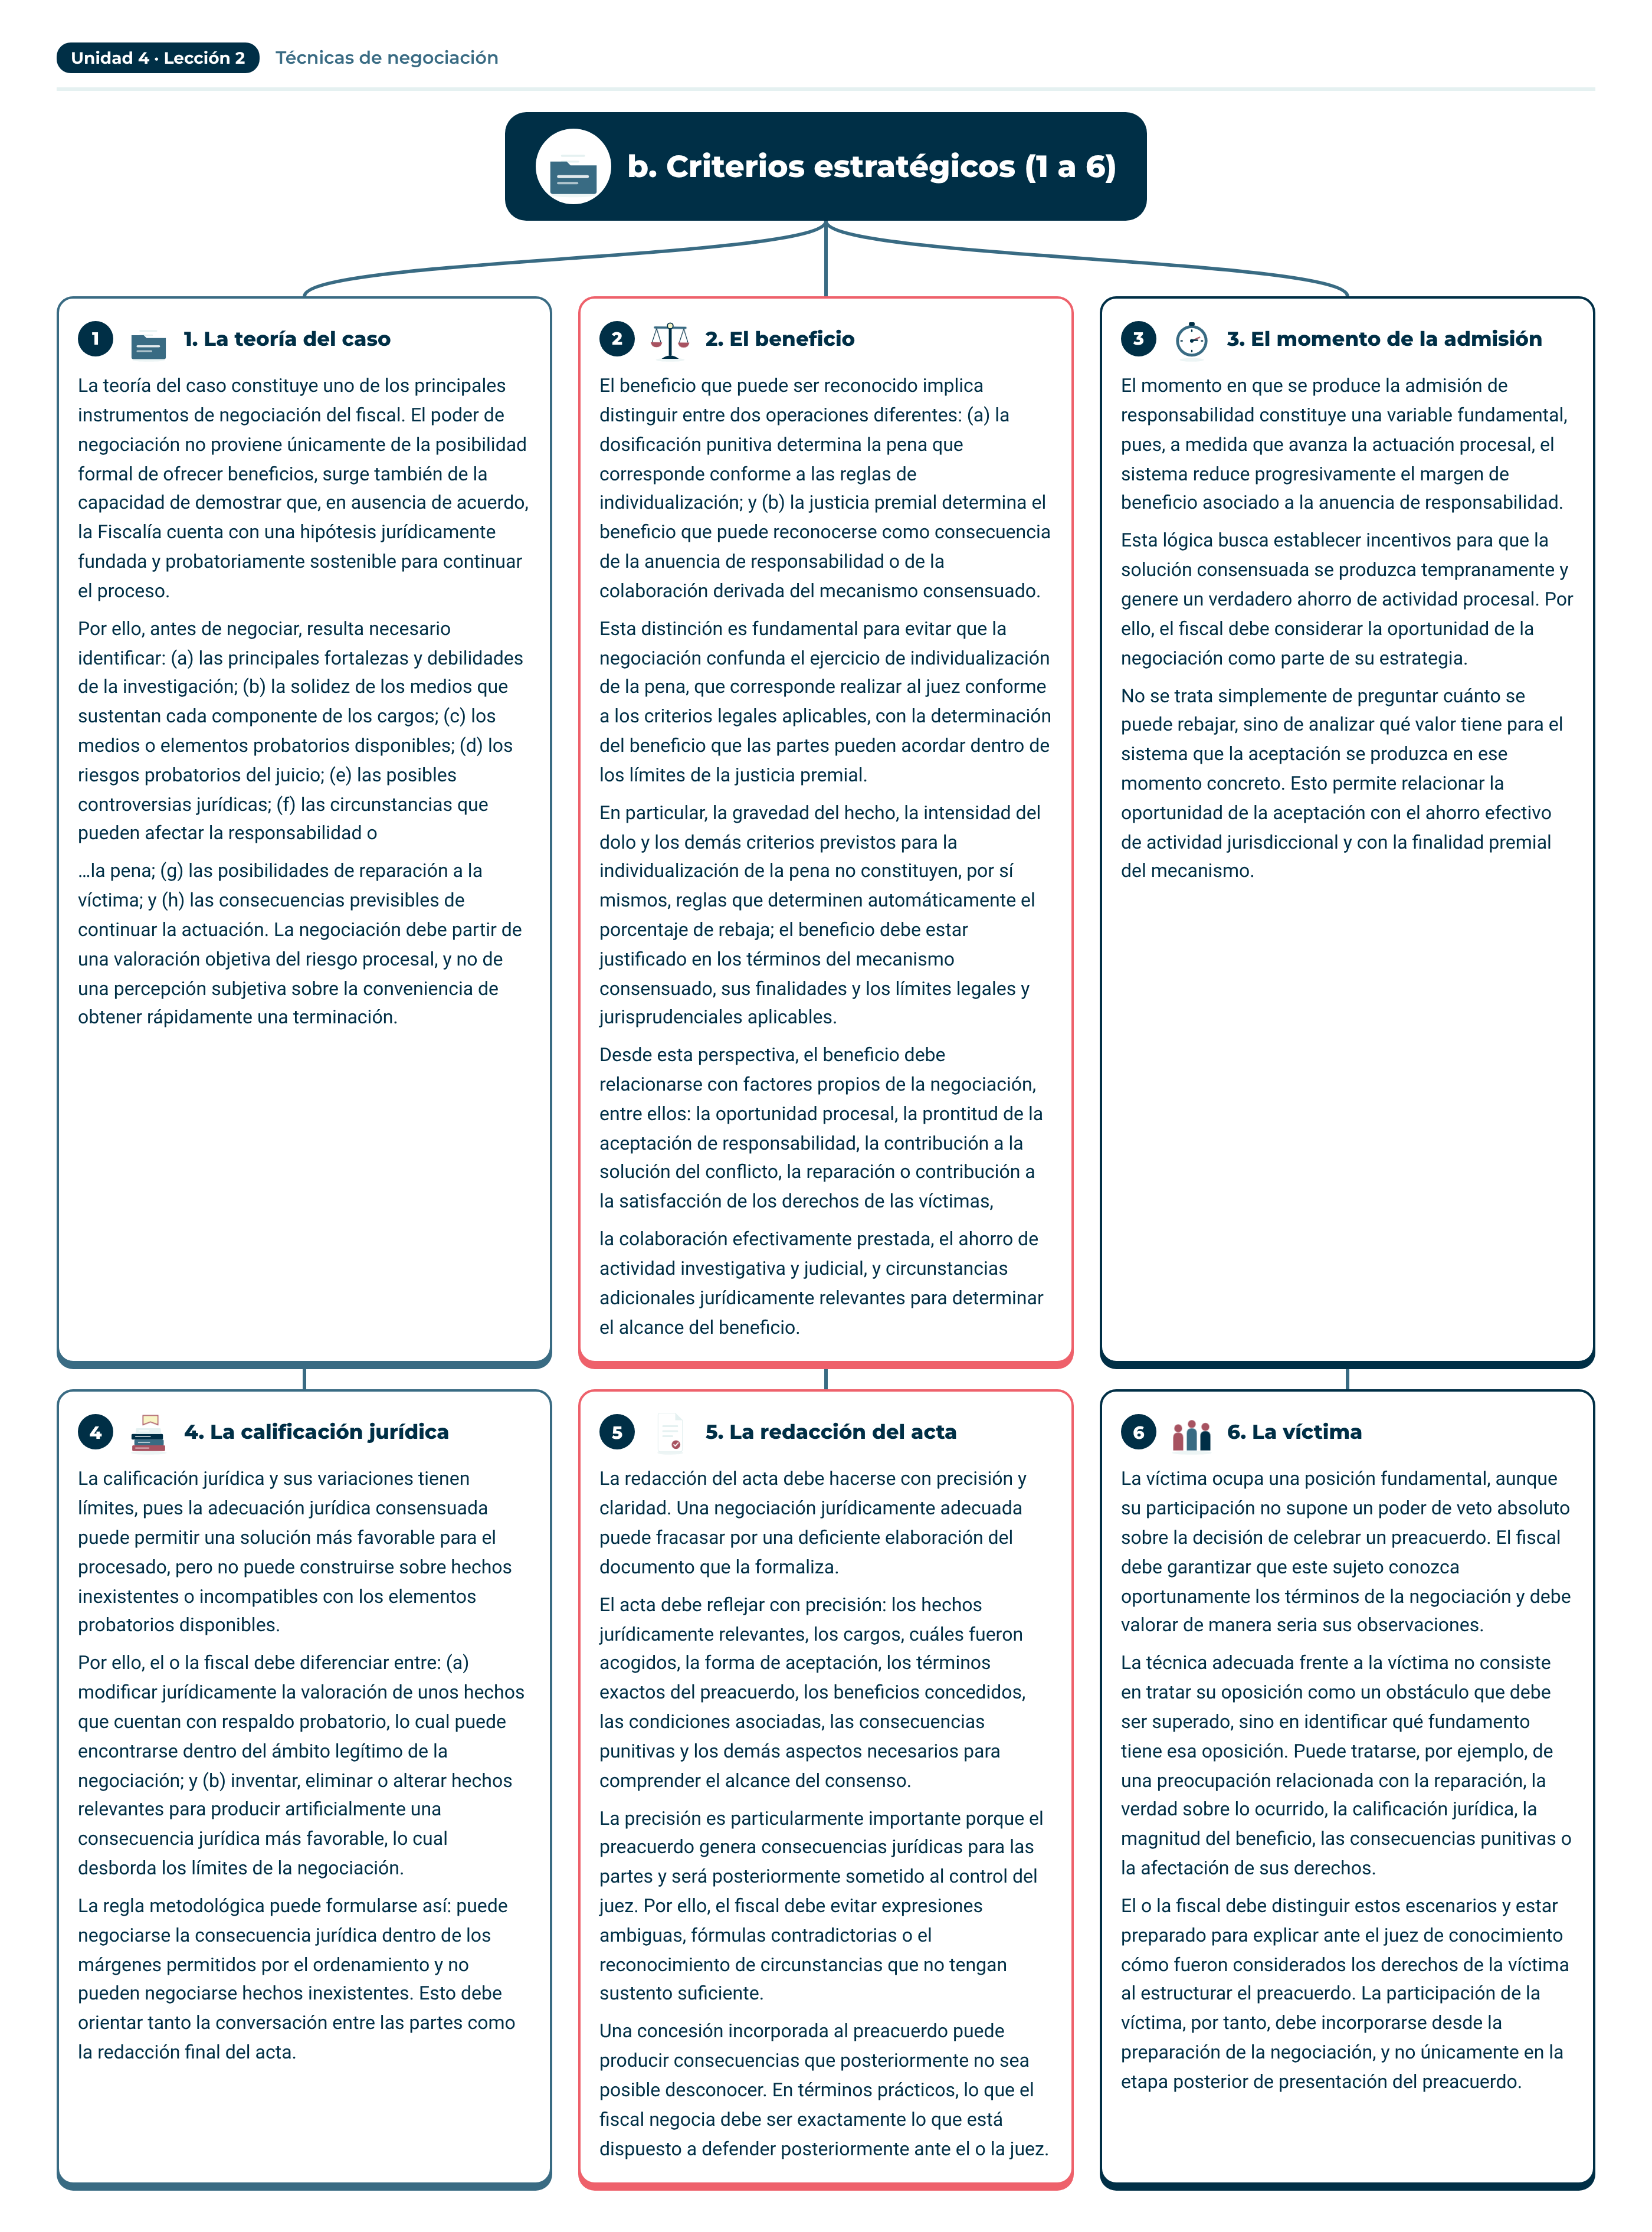 Unidad 4 · Lección 2
Técnicas de negociación
b. Criterios estratégicos (1 a 6)
1
1. La teoría del caso
La teoría del caso constituye uno de los principales
instrumentos de negociación del fiscal. El poder de
negociación no proviene únicamente de la posibilidad
formal de ofrecer beneficios, surge también de la
capacidad de demostrar que, en ausencia de acuerdo,
la Fiscalía cuenta con una hipótesis jurídicamente
fundada y probatoriamente sostenible para continuar
el proceso.
Por ello, antes de negociar, resulta necesario
identificar: (a) las principales fortalezas y debilidades
de la investigación; (b) la solidez de los medios que
sustentan cada componente de los cargos; (c) los
medios o elementos probatorios disponibles; (d) los
riesgos probatorios del juicio; (e) las posibles
controversias jurídicas; (f) las circunstancias que
pueden afectar la responsabilidad o
…la pena; (g) las posibilidades de reparación a la
víctima; y (h) las consecuencias previsibles de
continuar la actuación. La negociación debe partir de
una valoración objetiva del riesgo procesal, y no de
una percepción subjetiva sobre la conveniencia de
obtener rápidamente una terminación.
2
2. El beneficio
El beneficio que puede ser reconocido implica
distinguir entre dos operaciones diferentes: (a) la
dosificación punitiva determina la pena que
corresponde conforme a las reglas de
individualización; y (b) la justicia premial determina el
beneficio que puede reconocerse como consecuencia
de la anuencia de responsabilidad o de la
colaboración derivada del mecanismo consensuado.
Esta distinción es fundamental para evitar que la
negociación confunda el ejercicio de individualización
de la pena, que corresponde realizar al juez conforme
a los criterios legales aplicables, con la determinación
del beneficio que las partes pueden acordar dentro de
los límites de la justicia premial.
En particular, la gravedad del hecho, la intensidad del
dolo y los demás criterios previstos para la
individualización de la pena no constituyen, por sí
mismos, reglas que determinen automáticamente el
porcentaje de rebaja; el beneficio debe estar
justificado en los términos del mecanismo
consensuado, sus finalidades y los límites legales y
jurisprudenciales aplicables.
Desde esta perspectiva, el beneficio debe
relacionarse con factores propios de la negociación,
entre ellos: la oportunidad procesal, la prontitud de la
aceptación de responsabilidad, la contribución a la
solución del conflicto, la reparación o contribución a
la satisfacción de los derechos de las víctimas,
la colaboración efectivamente prestada, el ahorro de
actividad investigativa y judicial, y circunstancias
adicionales jurídicamente relevantes para determinar
el alcance del beneficio.
3
3. El momento de la admisión
El momento en que se produce la admisión de
responsabilidad constituye una variable fundamental,
pues, a medida que avanza la actuación procesal, el
sistema reduce progresivamente el margen de
beneficio asociado a la anuencia de responsabilidad.
Esta lógica busca establecer incentivos para que la
solución consensuada se produzca tempranamente y
genere un verdadero ahorro de actividad procesal. Por
ello, el fiscal debe considerar la oportunidad de la
negociación como parte de su estrategia.
No se trata simplemente de preguntar cuánto se
puede rebajar, sino de analizar qué valor tiene para el
sistema que la aceptación se produzca en ese
momento concreto. Esto permite relacionar la
oportunidad de la aceptación con el ahorro efectivo
de actividad jurisdiccional y con la finalidad premial
del mecanismo.
4
4. La calificación jurídica
La calificación jurídica y sus variaciones tienen
límites, pues la adecuación jurídica consensuada
puede permitir una solución más favorable para el
procesado, pero no puede construirse sobre hechos
inexistentes o incompatibles con los elementos
probatorios disponibles.
Por ello, el o la fiscal debe diferenciar entre: (a)
modificar jurídicamente la valoración de unos hechos
que cuentan con respaldo probatorio, lo cual puede
encontrarse dentro del ámbito legítimo de la
negociación; y (b) inventar, eliminar o alterar hechos
relevantes para producir artificialmente una
consecuencia jurídica más favorable, lo cual
desborda los límites de la negociación.
La regla metodológica puede formularse así: puede
negociarse la consecuencia jurídica dentro de los
márgenes permitidos por el ordenamiento y no
pueden negociarse hechos inexistentes. Esto debe
orientar tanto la conversación entre las partes como
la redacción final del acta.
5
5. La redacción del acta
La redacción del acta debe hacerse con precisión y
claridad. Una negociación jurídicamente adecuada
puede fracasar por una deficiente elaboración del
documento que la formaliza.
El acta debe reflejar con precisión: los hechos
jurídicamente relevantes, los cargos, cuáles fueron
acogidos, la forma de aceptación, los términos
exactos del preacuerdo, los beneficios concedidos,
las condiciones asociadas, las consecuencias
punitivas y los demás aspectos necesarios para
comprender el alcance del consenso.
La precisión es particularmente importante porque el
preacuerdo genera consecuencias jurídicas para las
partes y será posteriormente sometido al control del
juez. Por ello, el fiscal debe evitar expresiones
ambiguas, fórmulas contradictorias o el
reconocimiento de circunstancias que no tengan
sustento suficiente.
Una concesión incorporada al preacuerdo puede
producir consecuencias que posteriormente no sea
posible desconocer. En términos prácticos, lo que el
fiscal negocia debe ser exactamente lo que está
dispuesto a defender posteriormente ante el o la juez.
6
6. La víctima
La víctima ocupa una posición fundamental, aunque
su participación no supone un poder de veto absoluto
sobre la decisión de celebrar un preacuerdo. El fiscal
debe garantizar que este sujeto conozca
oportunamente los términos de la negociación y debe
valorar de manera seria sus observaciones.
La técnica adecuada frente a la víctima no consiste
en tratar su oposición como un obstáculo que debe
ser superado, sino en identificar qué fundamento
tiene esa oposición. Puede tratarse, por ejemplo, de
una preocupación relacionada con la reparación, la
verdad sobre lo ocurrido, la calificación jurídica, la
magnitud del beneficio, las consecuencias punitivas o
la afectación de sus derechos.
El o la fiscal debe distinguir estos escenarios y estar
preparado para explicar ante el juez de conocimiento
cómo fueron considerados los derechos de la víctima
al estructurar el preacuerdo. La participación de la
víctima, por tanto, debe incorporarse desde la
preparación de la negociación, y no únicamente en la
etapa posterior de presentación del preacuerdo.